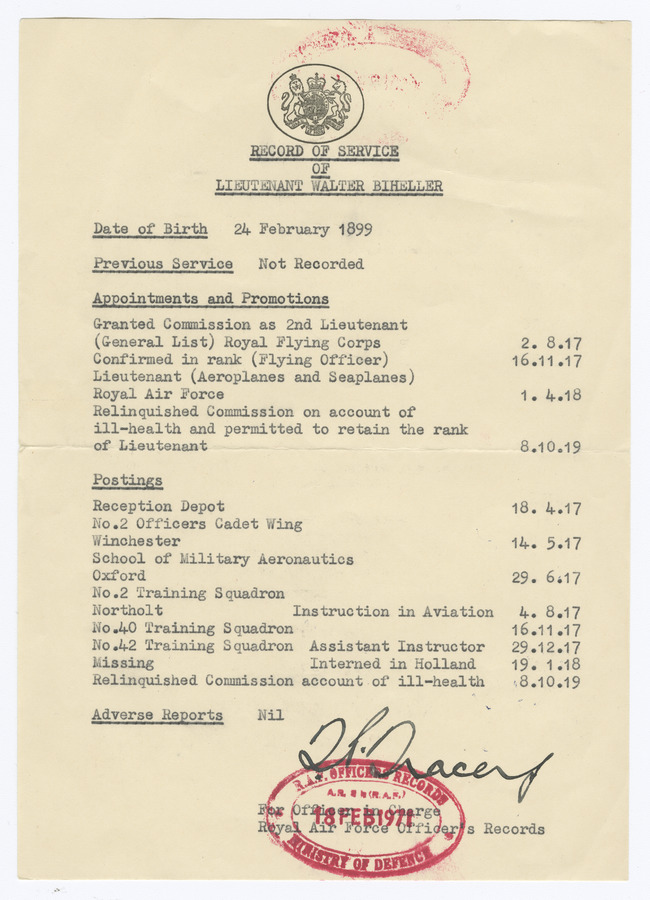 RECORD OF SERVICE
OF
LIEUTENANT WALTER BIHELLER
Date of Birth 24 February 1899
Previous Service Not Recorded
Appointments and Promotions
Granted Commission as 2nd Lieutenant
(General List) Royal Flying Corps 2. 8.17
Confirmed in rank (Flying Officer) 16.11.17
Lieutenant (Aeroplanes and Seaplanes)
Royal Air Force 1. 4.18
Relinquished Commission on account of
ill-health and permitted to retain the rank
of Lieutenant 8.10.19
Postings
Reception Depot 18. 4.17
No.2 Officers Cadet Wing
Winchester 14. 5.17
School of Military Aeronautics
Oxford 29. 6.17
No.2 Training Squadron
Northolt Instruction in Aviation 4. 8.17
No.40 Training Squadron 16.11.17
No.42 Training Squadron Assistant Instructor 29.12.17
Missing Interned in Holland 19. 1.18
Relinquished Commission account of ill-health 8.10.19
Adverse Reports Nil
R.A.F. OFFICERS RECORDS
(R.A.F.)
For Officer in Charge
18 FEB 1971
Royal Air Force Officer's Records
MINISTRY OF DEFENCE